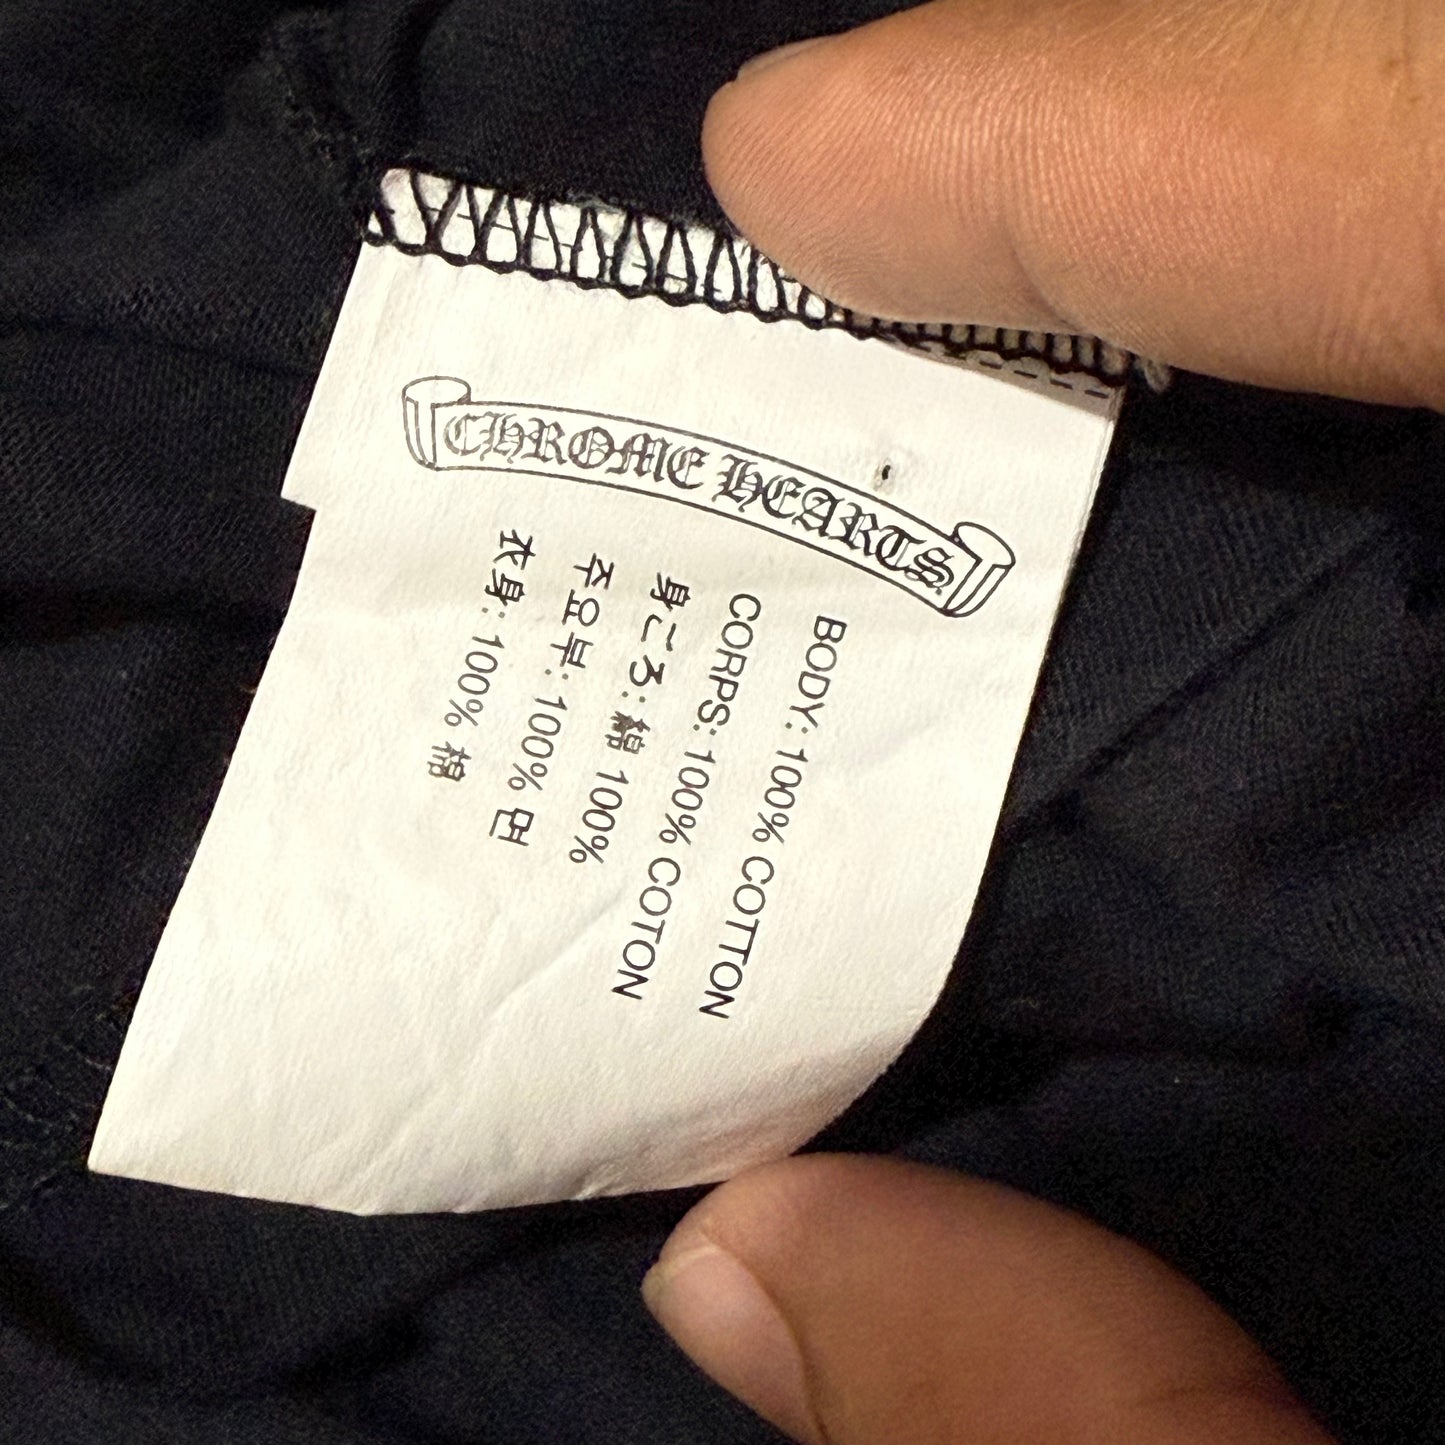 CHROME HEARTS
BODY: 100% COTTON
CORPS: 100% COTON
身ごろ: 綿 100%
주요부: 100% 면
衣身: 100% 棉